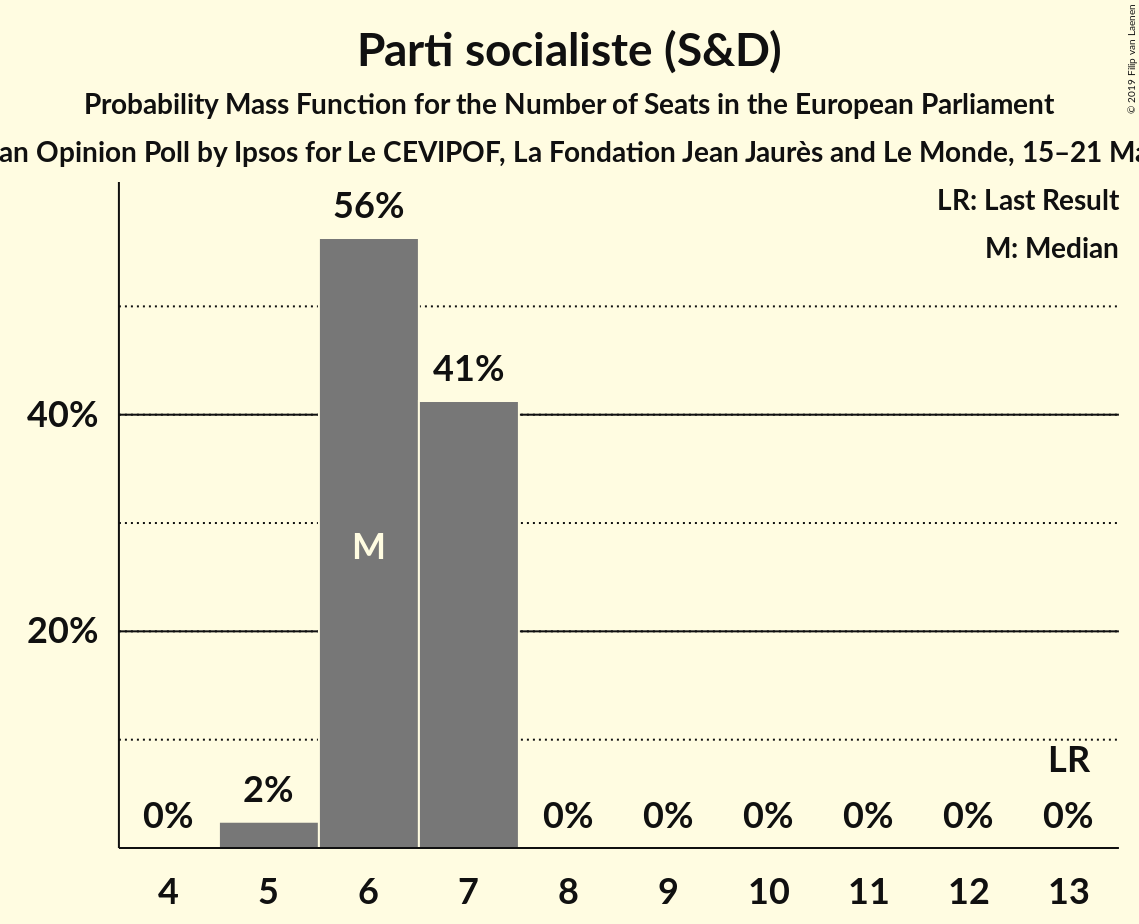 Parti socialiste (S&D)
Probability Mass Function for the Number of Seats in the European Parliament
an Opinion Poll by Ipsos for Le CEVIPOF, La Fondation Jean Jaurès and Le Monde, 15–21 Ma
© 2019 Filip van Laenen
LR: Last Result
M: Median
56%
41%
40%
M
20%
LR
2%
0% 0% 0% 0% 0% 0% 0%
4 5 6 7 8 9 10 11 12 13